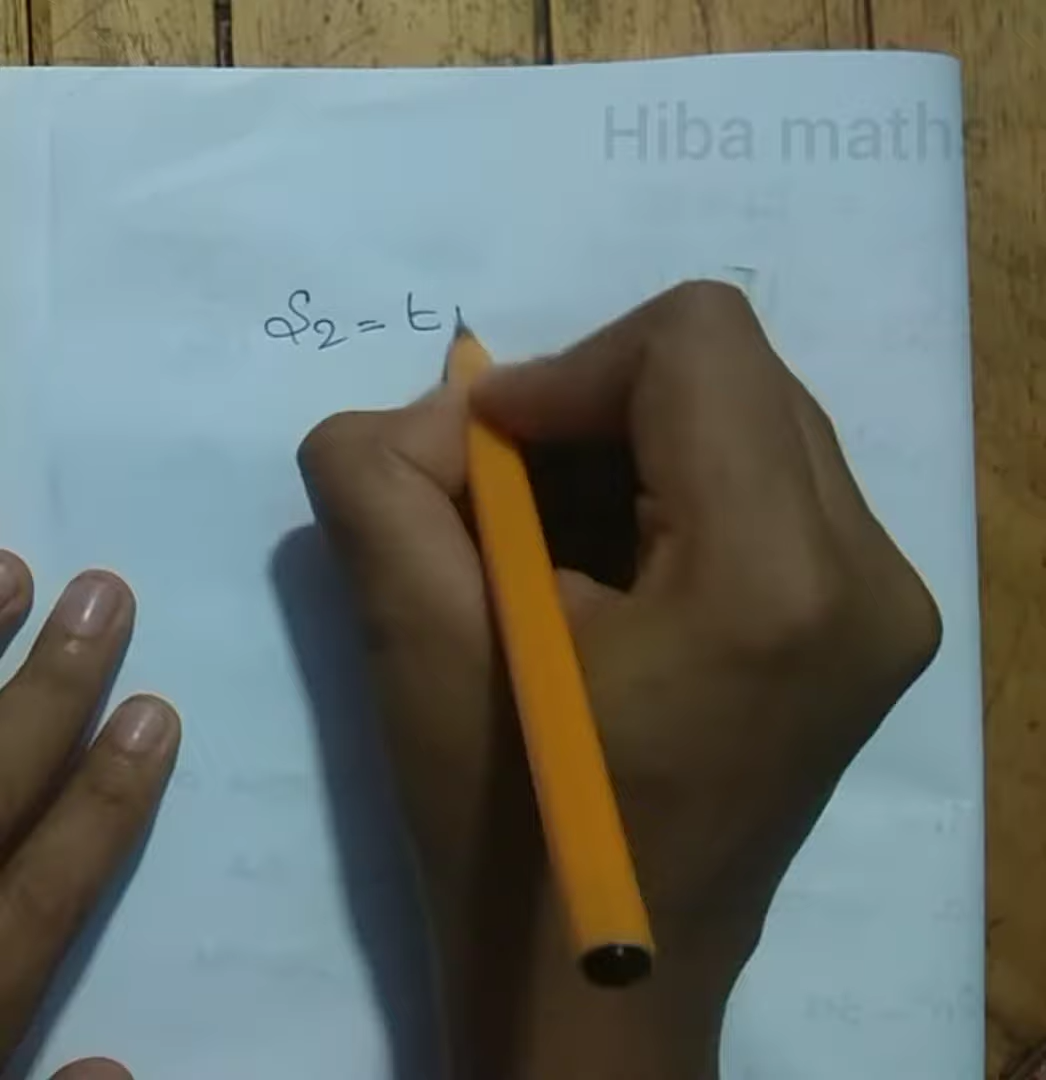 Hiba maths
S₂ = t